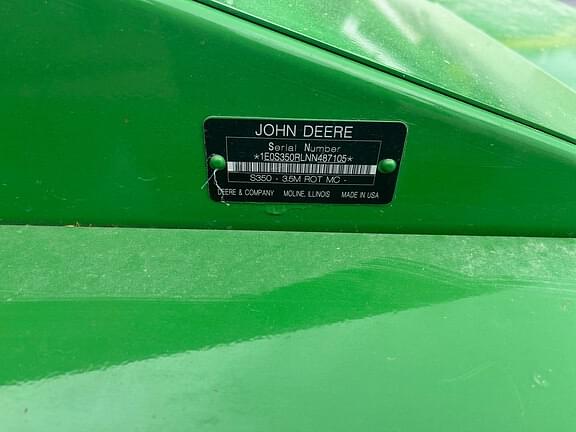 JOHN DEERE
Serial Number
*1E0S350RLNN487105*
S350 - 3.5M ROT MC -
DEERE & COMPANY MOLINE, ILLINOIS MADE IN USA